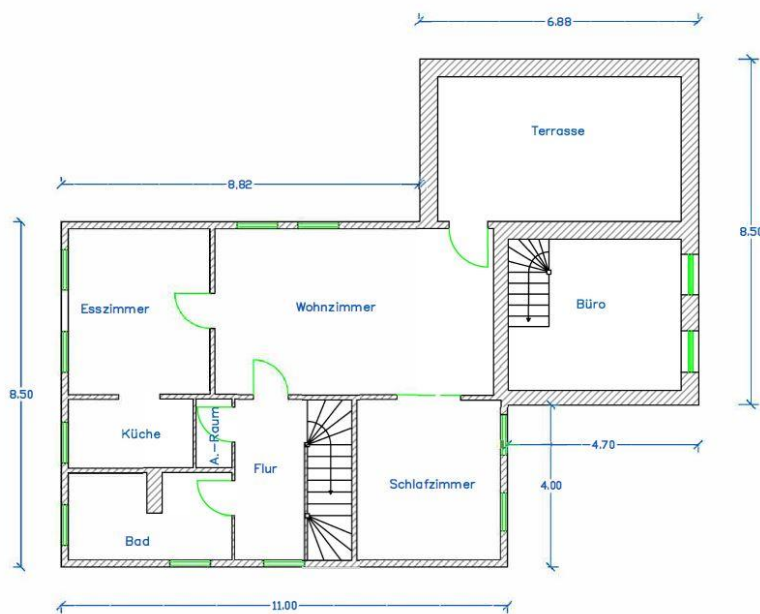 6.88
Terrasse
8.82
8.50
Esszimmer
Wohnzimmer
Büro
8.50
Küche
A.-Raum
Flur
4.70
Schlafzimmer
4.00
Bad
11.00